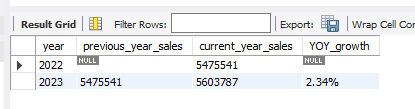 Result Grid Filter Rows: Export: Wrap Cell Con
year previous_year_sales current_year_sales YOY_growth
2022 NULL 5475541 NULL
2023 5475541 5603787 2.34%